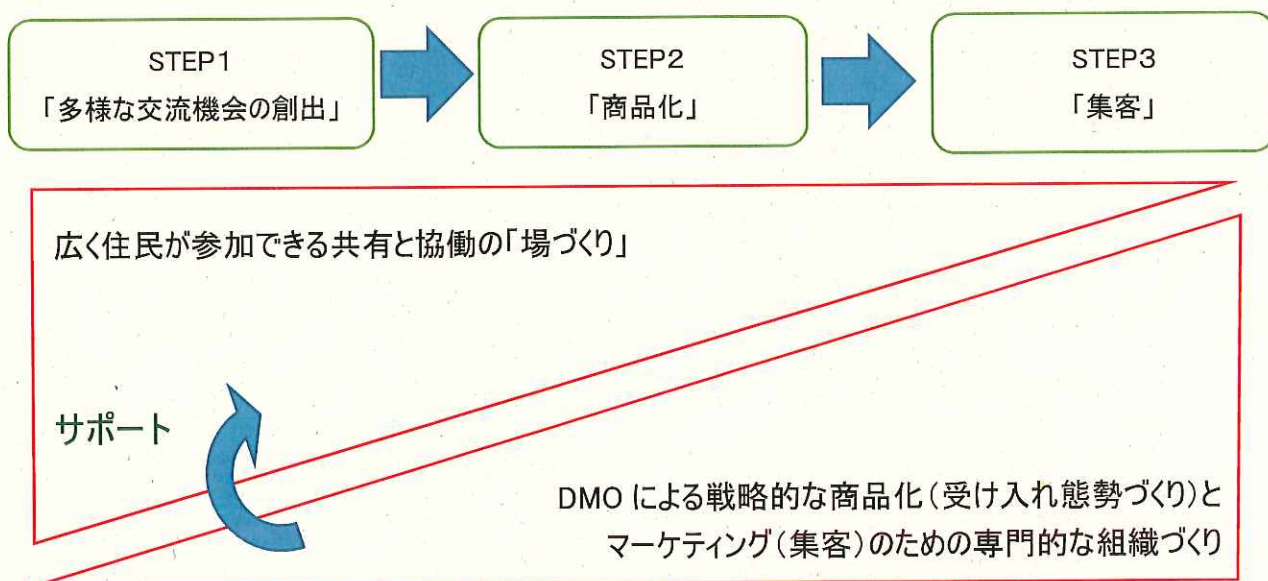 STEP1
「多様な交流機会の創出」
STEP2
「商品化」
STEP3
「集客」
広く住民が参加できる共有と協働の「場づくり」
サポート
DMO による戦略的な商品化（受け入れ態勢づくり）と
マーケティング（集客）のための専門的な組織づくり